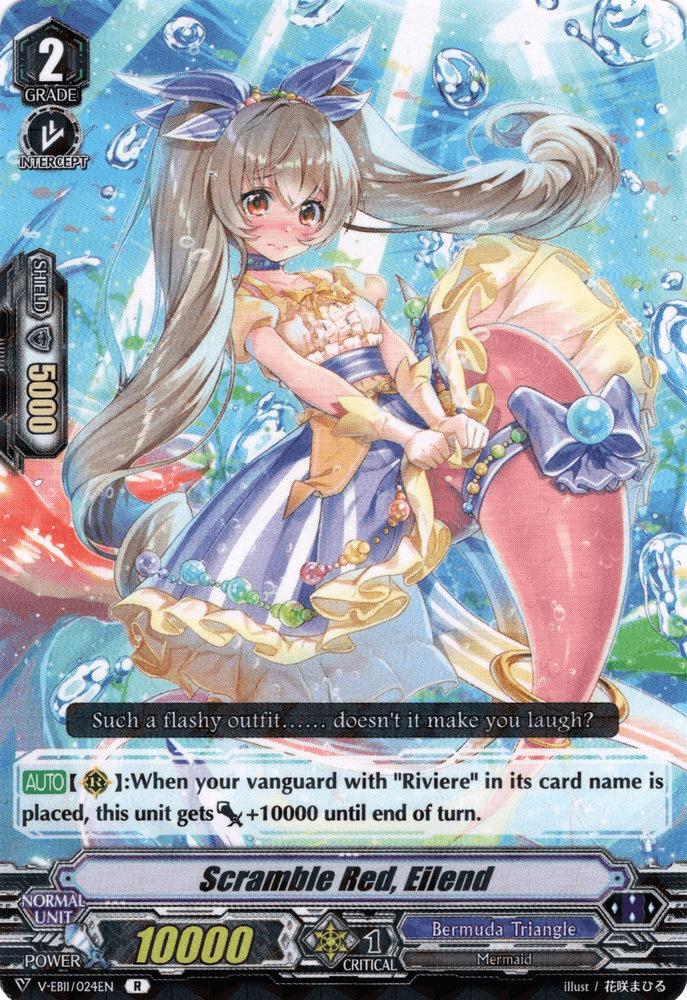 2
GRADE
INTERCEPT
SHIELD
5000
Such a flashy outfit…… doesn't it make you laugh?
AUTO【 R 】:When your vanguard with "Riviere" in its card name is
placed, this unit gets +10000 until end of turn.
Scramble Red, Eilend
NORMAL
UNIT
POWER
10000
1
CRITICAL
Bermuda Triangle
Mermaid
V-EB11/024EN R
illust / 花咲まひる